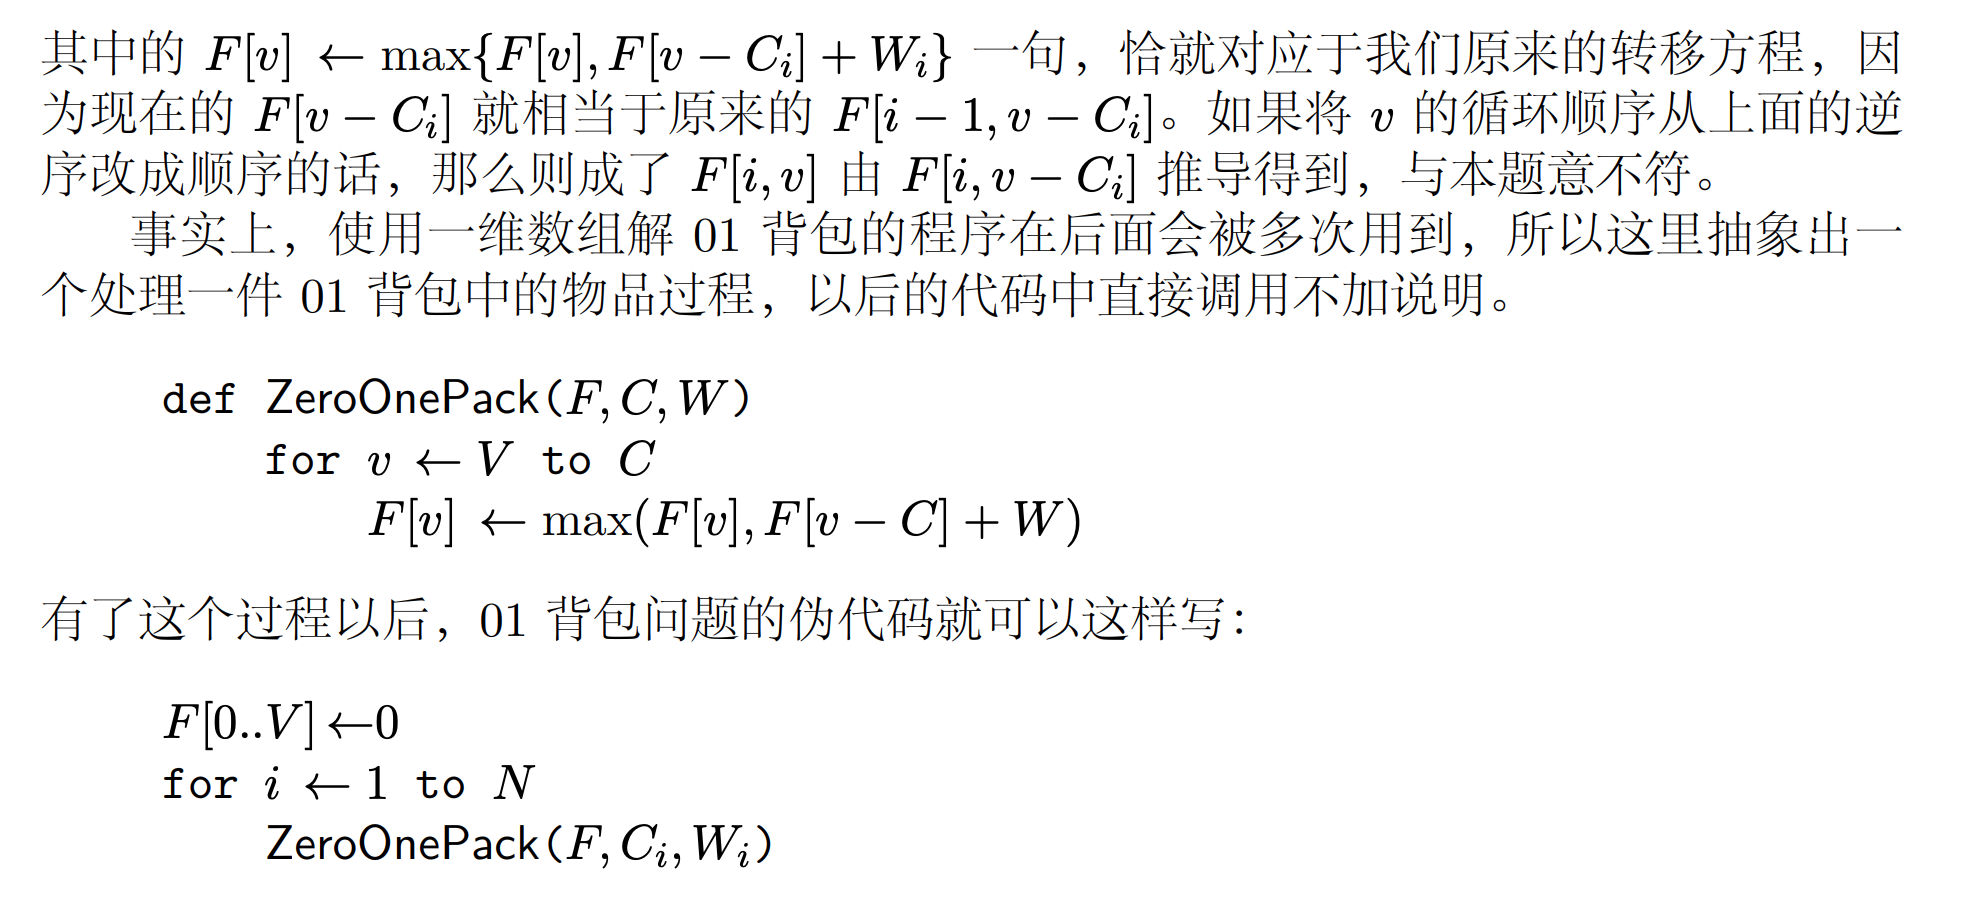 其中的 F[v] ← max{F[v], F[v − C_i] + W_i} 一句，恰就对应于我们原来的转移方程，因
为现在的 F[v − C_i] 就相当于原来的 F[i − 1, v − C_i]。如果将 v 的循环顺序从上面的逆
序改成顺序的话，那么则成了 F[i, v] 由 F[i, v − C_i] 推导得到，与本题意不符。
事实上，使用一维数组解 01 背包的程序在后面会被多次用到，所以这里抽象出一
个处理一件 01 背包中的物品过程，以后的代码中直接调用不加说明。
def ZeroOnePack(F, C, W)
for v ← V to C
F[v] ← max(F[v], F[v − C] + W)
有了这个过程以后，01 背包问题的伪代码就可以这样写：
F[0..V] ←0
for i ← 1 to N
ZeroOnePack(F, C_i, W_i)